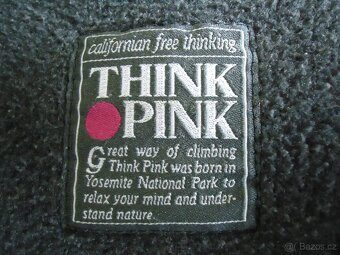 californian free thinking
THINK
PINK
Great way of climbing
Think Pink was born in
Yosemite National Park to
relax your mind and under-
stand nature.
Bazos.cz